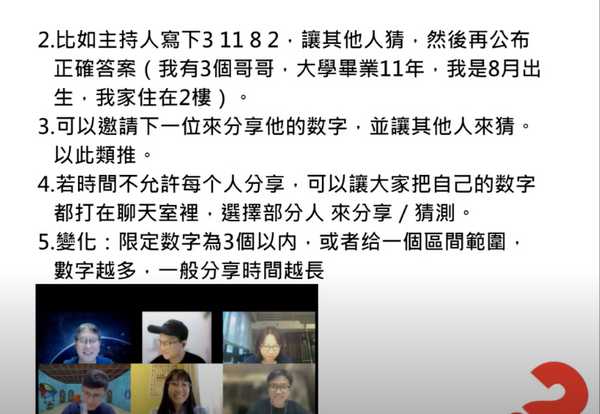 2.比如主持人寫下3 11 8 2，讓其他人猜，然後再公布
正確答案（我有3個哥哥，大學畢業11年，我是8月出
生，我家住在2樓）。
3.可以邀請下一位來分享他的数字，並讓其他人來猜。
以此類推。
4.若時間不允許每个人分享，可以讓大家把自己的数字
都打在聊天室裡，選擇部分人 來分享／猜測。
5.變化：限定数字為3個以内，或者给一個區間範圍，
數字越多，一般分享時間越長